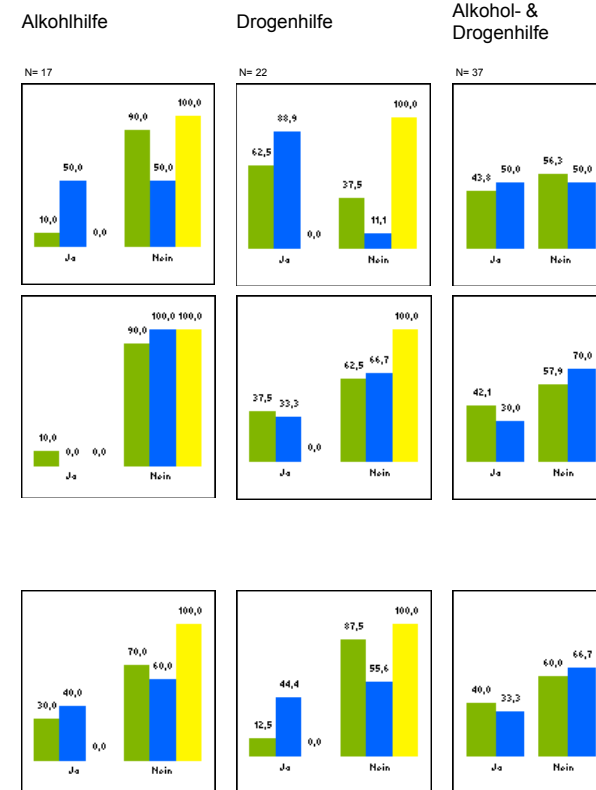 Alkohlhilfe
Drogenhilfe
Alkohol- &
Drogenhilfe
N= 17
N= 22
N= 37
10,0 50,0 0,0 90,0 50,0 100,0
Ja Nein
62,5 88,9 0,0 37,5 11,1 100,0
Ja Nein
43,8 50,0 56,3 50,0
Ja Nein
10,0 0,0 0,0 90,0 100,0 100,0
Ja Nein
37,5 33,3 0,0 62,5 66,7 100,0
Ja Nein
42,1 30,0 57,9 70,0
Ja Nein
30,0 40,0 0,0 70,0 60,0 100,0
Ja Nein
12,5 44,4 0,0 87,5 55,6 100,0
Ja Nein
40,0 33,3 60,0 66,7
Ja Nein